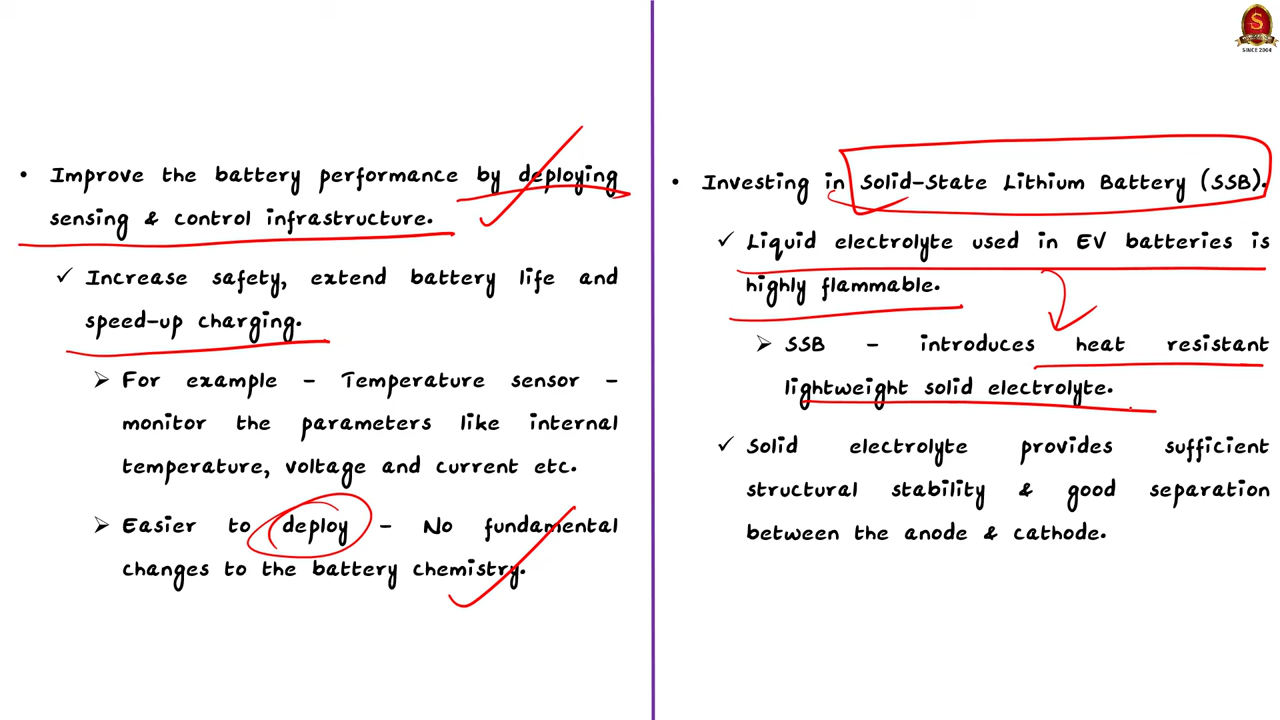 • Improve the battery performance by deploying
sensing & control infrastructure.
✓ Increase safety, extend battery life and
speed-up charging.
➢ For example - Temperature sensor -
monitor the parameters like internal
temperature, voltage and current etc.
➢ Easier to deploy - No fundamental
changes to the battery chemistry.
• Investing in Solid-State Lithium Battery (SSB).
✓ Liquid electrolyte used in EV batteries is
highly flammable.
➢ SSB - introduces heat resistant
lightweight solid electrolyte.
✓ Solid electrolyte provides sufficient
structural stability & good separation
between the anode & cathode.
S
SINCE 2004